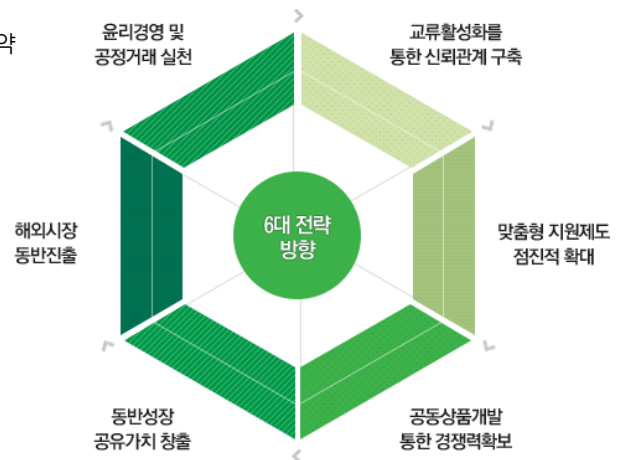 약
윤리경영 및
공정거래 실천
교류활성화를
통한 신뢰관계 구축
해외시장
동반진출
6대 전략
방향
맞춤형 지원제도
점진적 확대
동반성장
공유가치 창출
공동상품개발
통한 경쟁력확보